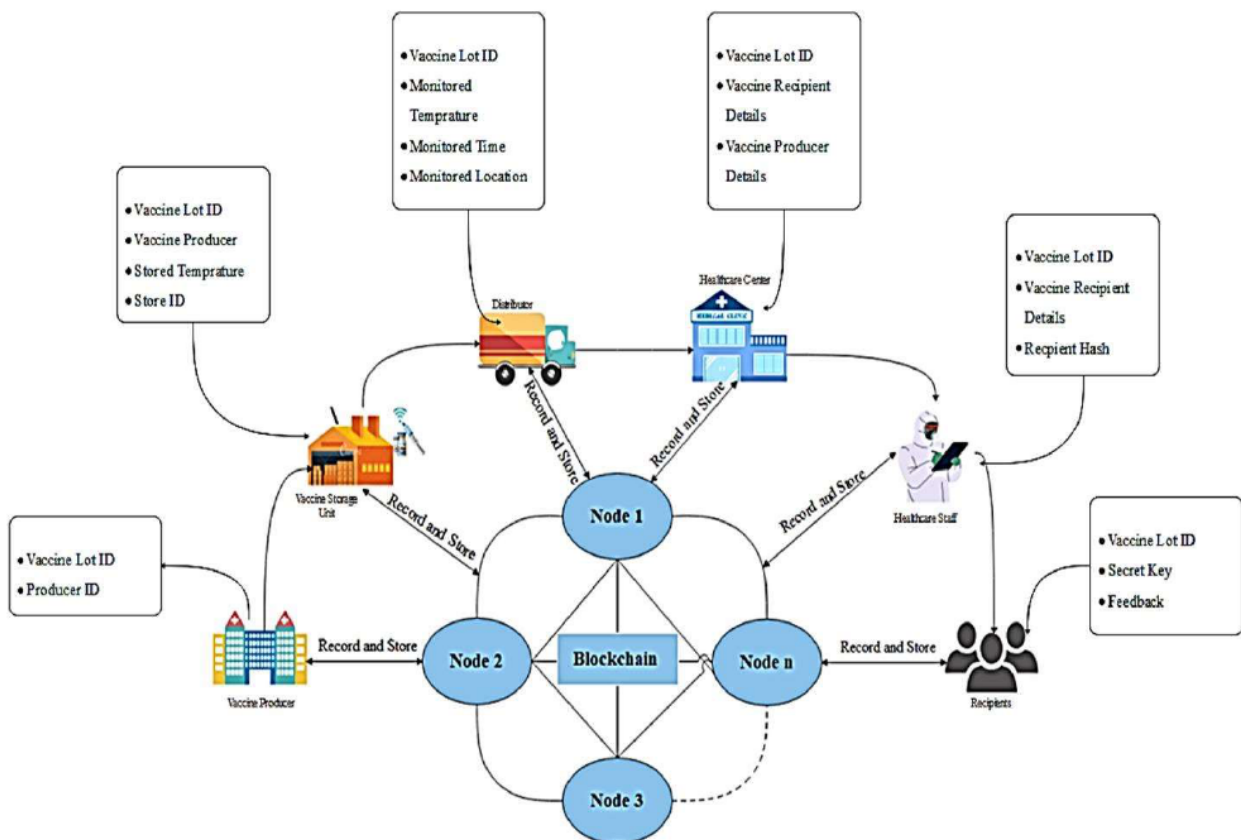 • Vaccine Lot ID
• Monitored
Temprature
• Monitored Time
• Monitored Location
• Vaccine Lot ID
• Vaccine Recipient
Details
• Vaccine Producer
Details
• Vaccine Lot ID
• Vaccine Producer
• Stored Temprature
• Store ID
• Vaccine Lot ID
• Vaccine Recipient
Details
• Recpient Hash
Distributor
Healthcare Center
MEDICAL CLINIC
Record and Store
Record and Store
Vaccine Storage
Unit
Record and Store
Record and Store
Healthcare Staff
Node 1
• Vaccine Lot ID
• Producer ID
• Vaccine Lot ID
• Secret Key
• Feedback
Vaccine Producer
Record and Store
Node 2
Blockchain
Node n
Record and Store
Recipients
Node 3